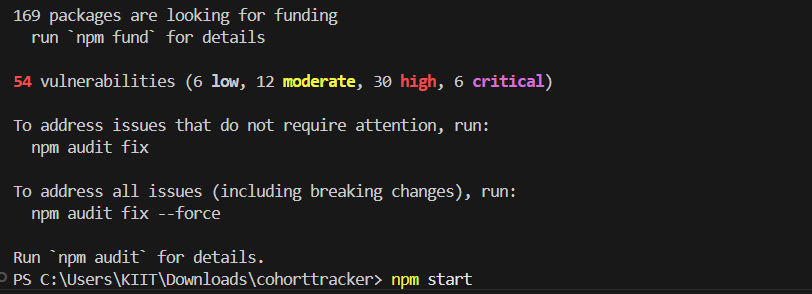 169 packages are looking for funding
run `npm fund` for details
54 vulnerabilities (6 low, 12 moderate, 30 high, 6 critical)
To address issues that do not require attention, run:
npm audit fix
To address all issues (including breaking changes), run:
npm audit fix --force
Run `npm audit` for details.
PS C:\Users\KIIT\Downloads\cohorttracker> npm start